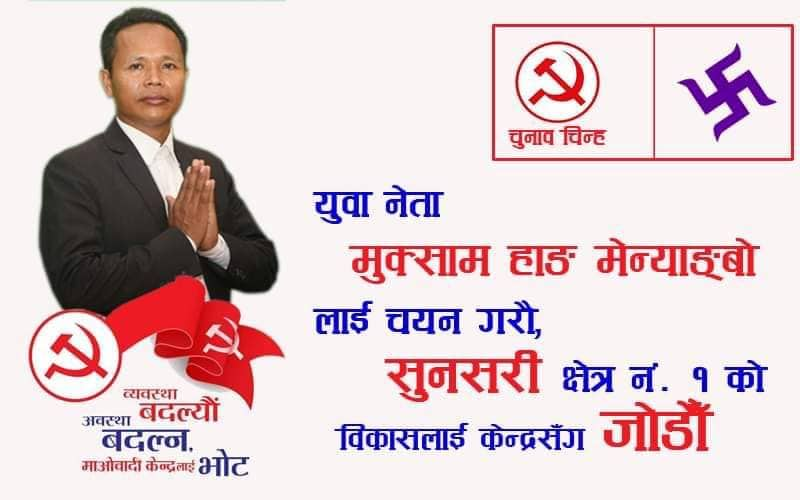 चुनाव चिन्ह
युवा नेता
मुक्साम हाङ मेन्याङ्बो
लाई चयन गरौ,
सुनसरी क्षेत्र नं. १ को
विकासलाई केन्द्रसँग जोडौँ
व्यवस्था
बदल्यौं
अवस्था
बदल्न,
माओवादी केन्द्रलाई भोट